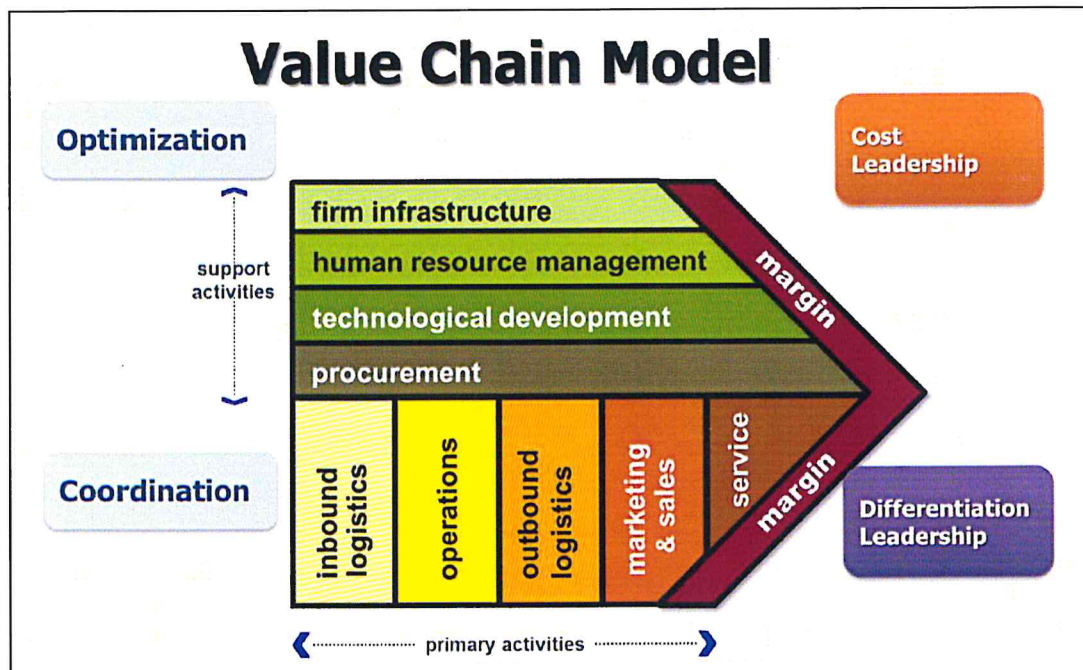 Value Chain Model
Optimization
Cost
Leadership
support
activities
firm infrastructure
human resource management
technological development
procurement
margin
margin
Coordination
inbound
logistics
operations
outbound
logistics
marketing
& sales
service
Differentiation
Leadership
primary activities